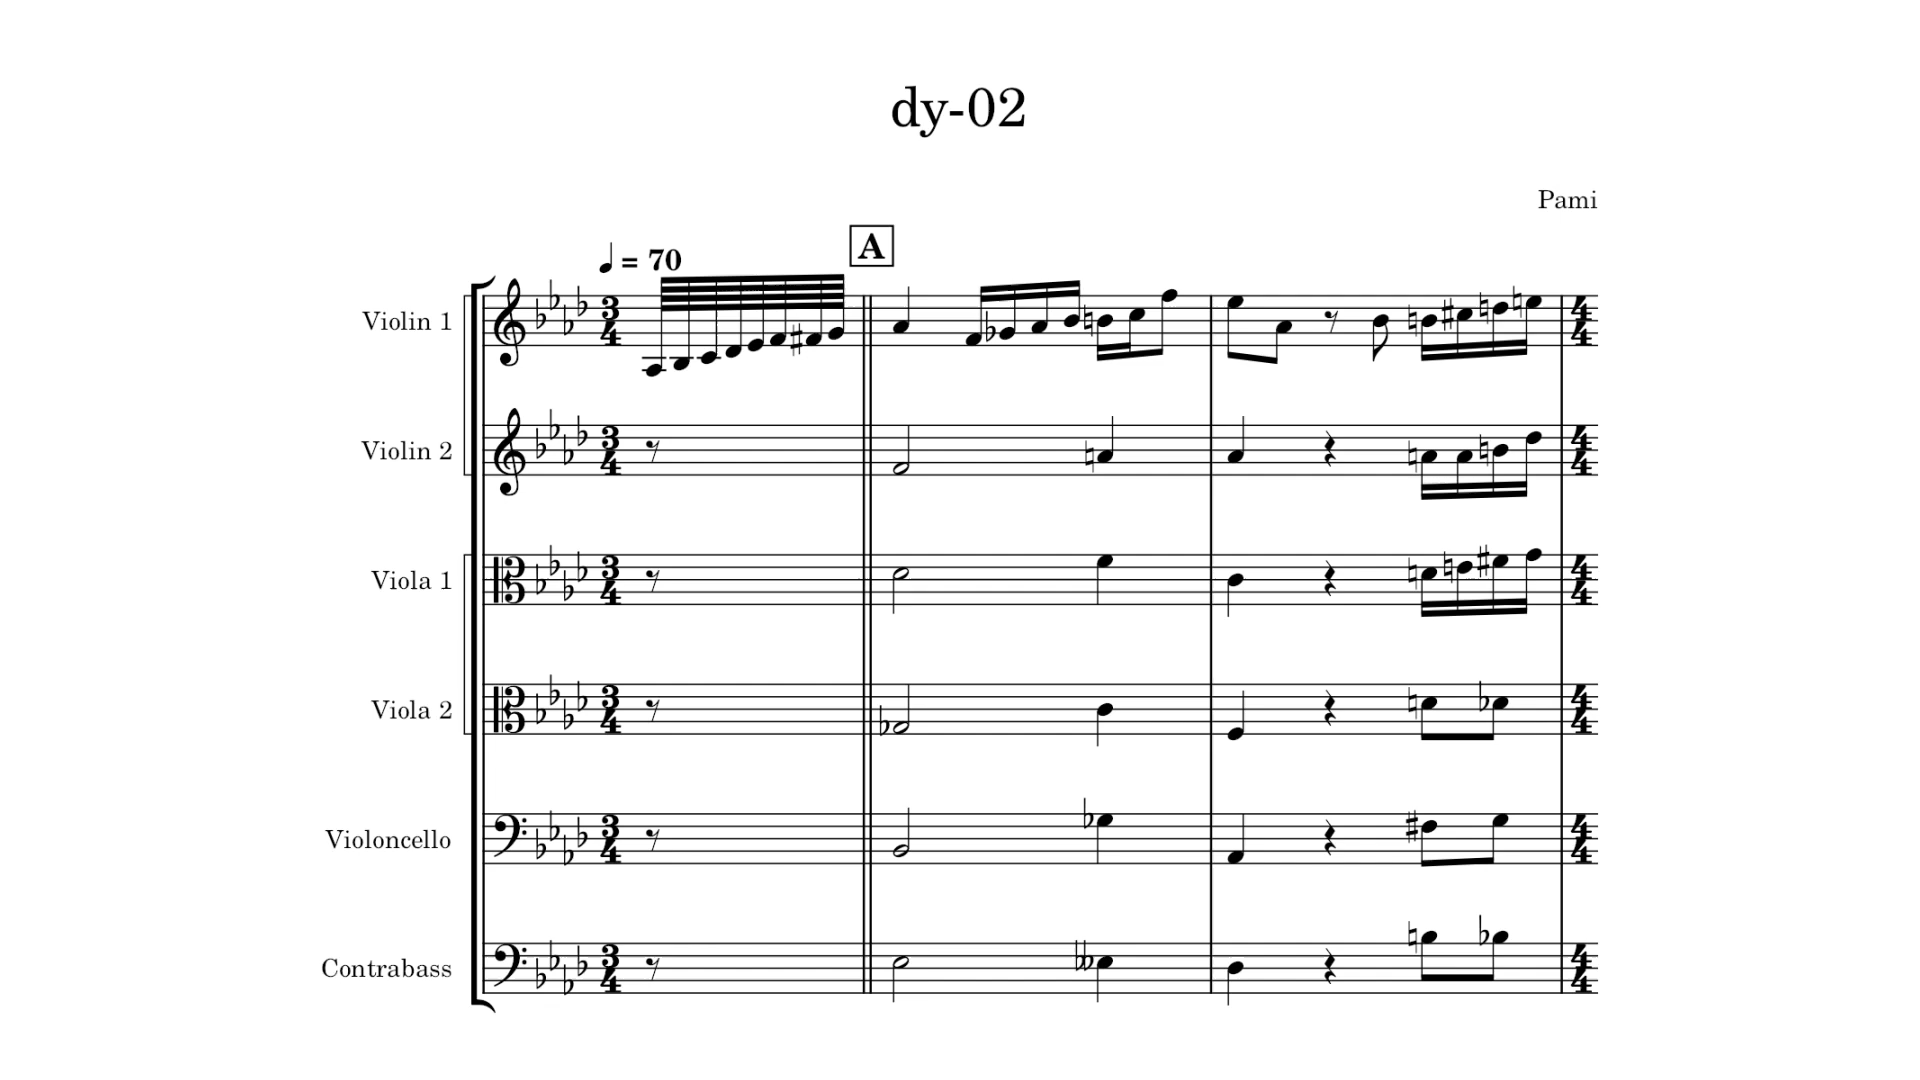 dy-02
Pami
♩ = 70
A
Violin 1
Violin 2
Viola 1
Viola 2
Violoncello
Contrabass